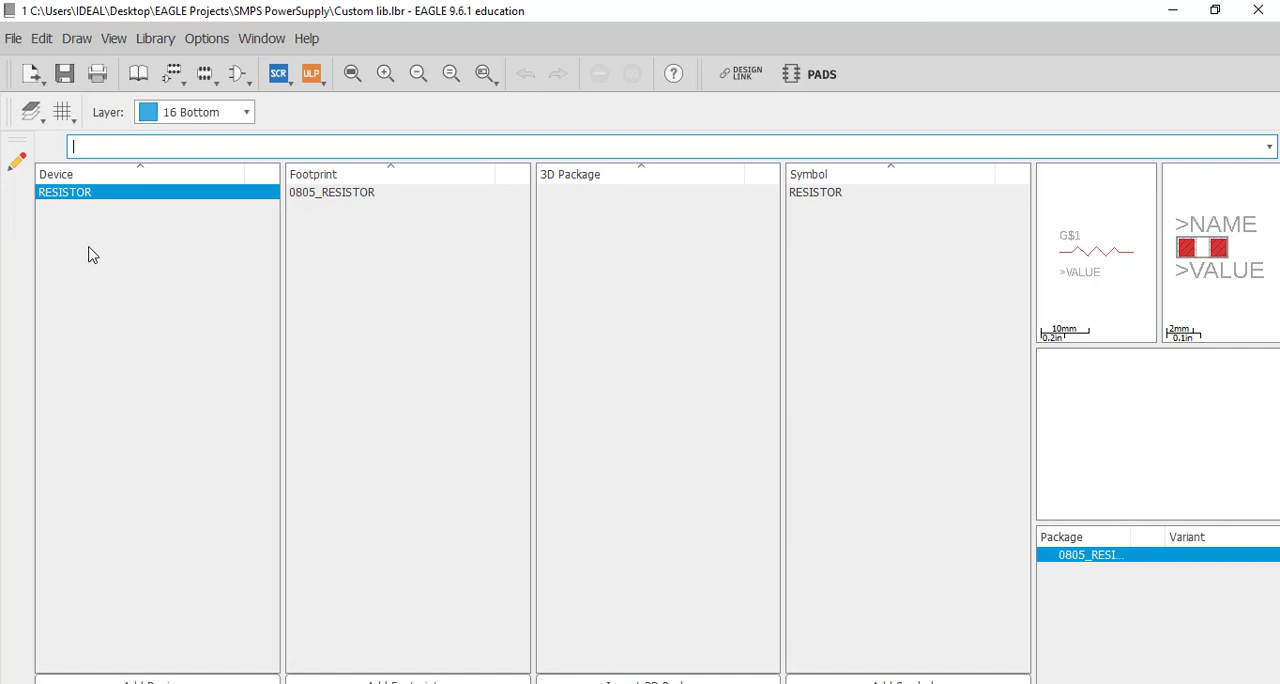 1 C:\Users\IDEAL\Desktop\EAGLE Projects\SMPS PowerSupply\Custom lib.lbr - EAGLE 9.6.1 education
File Edit Draw View Library Options Window Help
SCR ULP DESIGN LINK PADS
Layer: 16 Bottom
Device Footprint 3D Package Symbol
RESISTOR 0805_RESISTOR RESISTOR
G$1
>VALUE
10mm
0.2in
>NAME
>VALUE
2mm
0.1in
Package Variant
0805_RESI...